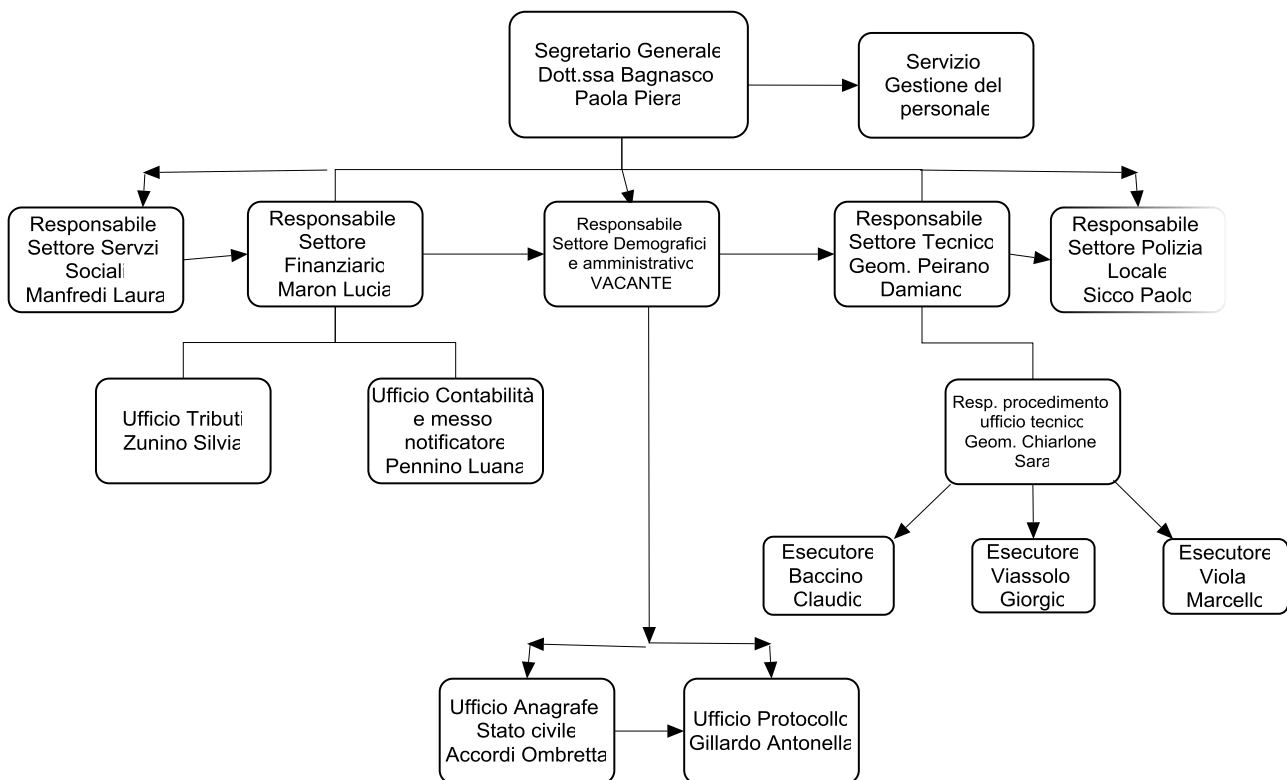 Segretario Generale
Dott.ssa Bagnasco
Paola Piera
Servizio
Gestione del
personale
Responsabile
Settore Servzi
Sociali
Manfredi Laura
Responsabile
Settore
Finanziario
Maron Lucia
Responsabile
Settore Demografici
e amministrativo
VACANTE
Responsabile
Settore Tecnico
Geom. Peirano
Damiano
Responsabile
Settore Polizia
Locale
Sicco Paolo
Ufficio Tributi
Zunino Silvia
Ufficio Contabilità
e messo
notificatore
Pennino Luana
Resp. procedimento
ufficio tecnico
Geom. Chiarlone
Sara
Esecutore
Baccino
Claudio
Esecutore
Viassolo
Giorgio
Esecutore
Viola
Marcello
Ufficio Anagrafe
Stato civile
Accordi Ombretta
Ufficio Protocollo
Gillardo Antonella